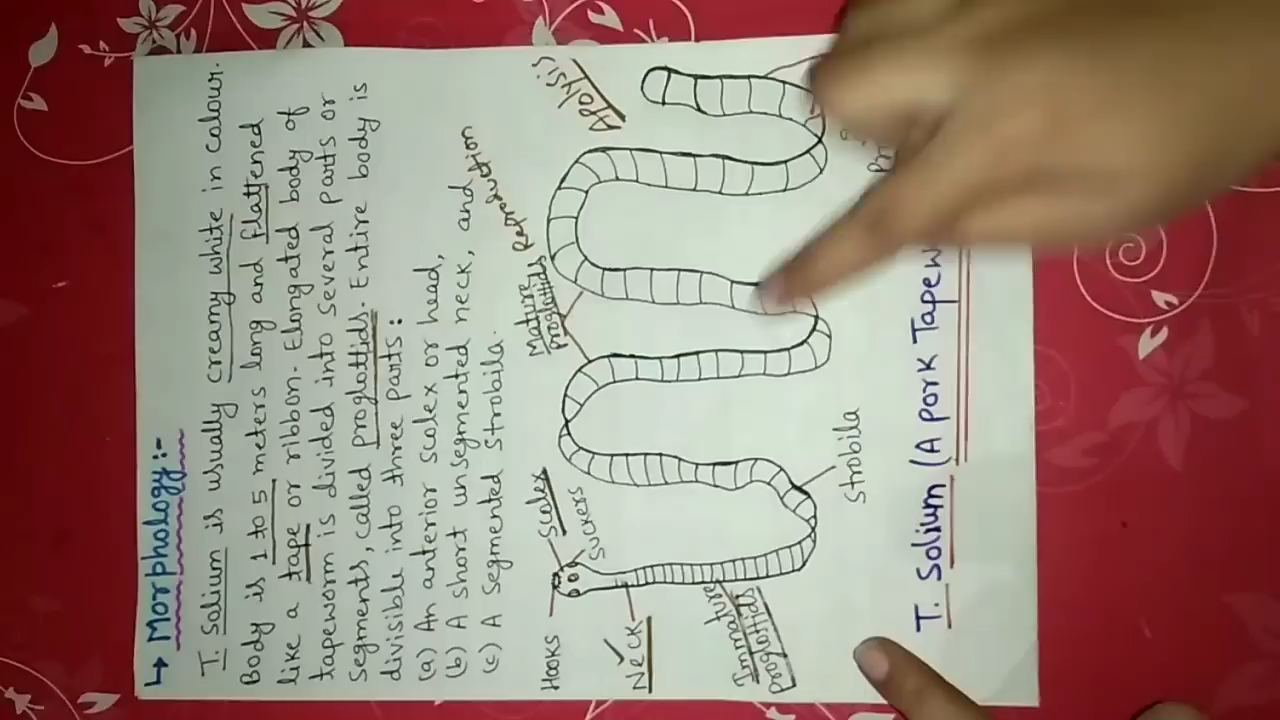 ↳ Morphology:-
T. Solium is usually creamy white in calour.
Body is 1 to 5 meters long and flattened
like a tape or ribbon. Elongated body of
tapeworm is divided into several parts or
segments, called proglottids. Entire body is
divisible into three parts:
(a) An anterior scolex or head,
(b) A short unsegmented neck, and
(c) A segmented strobila.
Hooks
Scolex
Suckers
Neck
Immature
proglottids
Mature
proglottids
Reproduction
Apolysis
Strobila
T. Solium (A pork Tapew